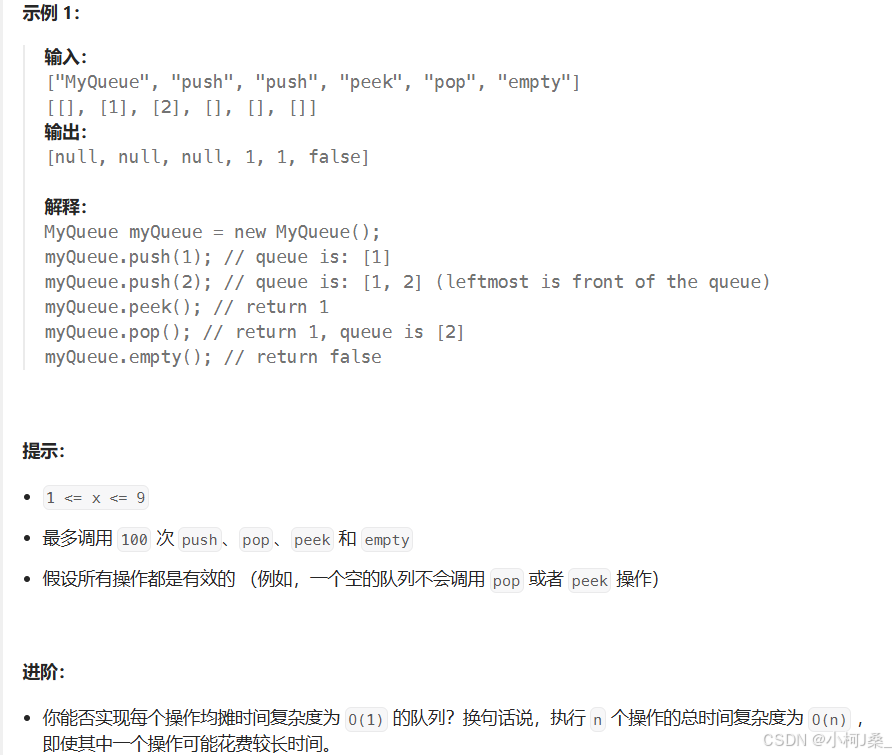 示例 1：
输入：
["MyQueue", "push", "push", "peek", "pop", "empty"]
[[], [1], [2], [], [], []]
输出：
[null, null, null, 1, 1, false]
解释：
MyQueue myQueue = new MyQueue();
myQueue.push(1); // queue is: [1]
myQueue.push(2); // queue is: [1, 2] (leftmost is front of the queue)
myQueue.peek(); // return 1
myQueue.pop(); // return 1, queue is [2]
myQueue.empty(); // return false
提示：
1 <= x <= 9
最多调用 100 次 push、pop、peek 和 empty
假设所有操作都是有效的 （例如，一个空的队列不会调用 pop 或者 peek 操作）
进阶：
你能否实现每个操作均摊时间复杂度为 O(1) 的队列？换句话说，执行 n 个操作的总时间复杂度为 O(n) ，
即使其中一个操作可能花费较长时间。
CSDN @小柯J桑_